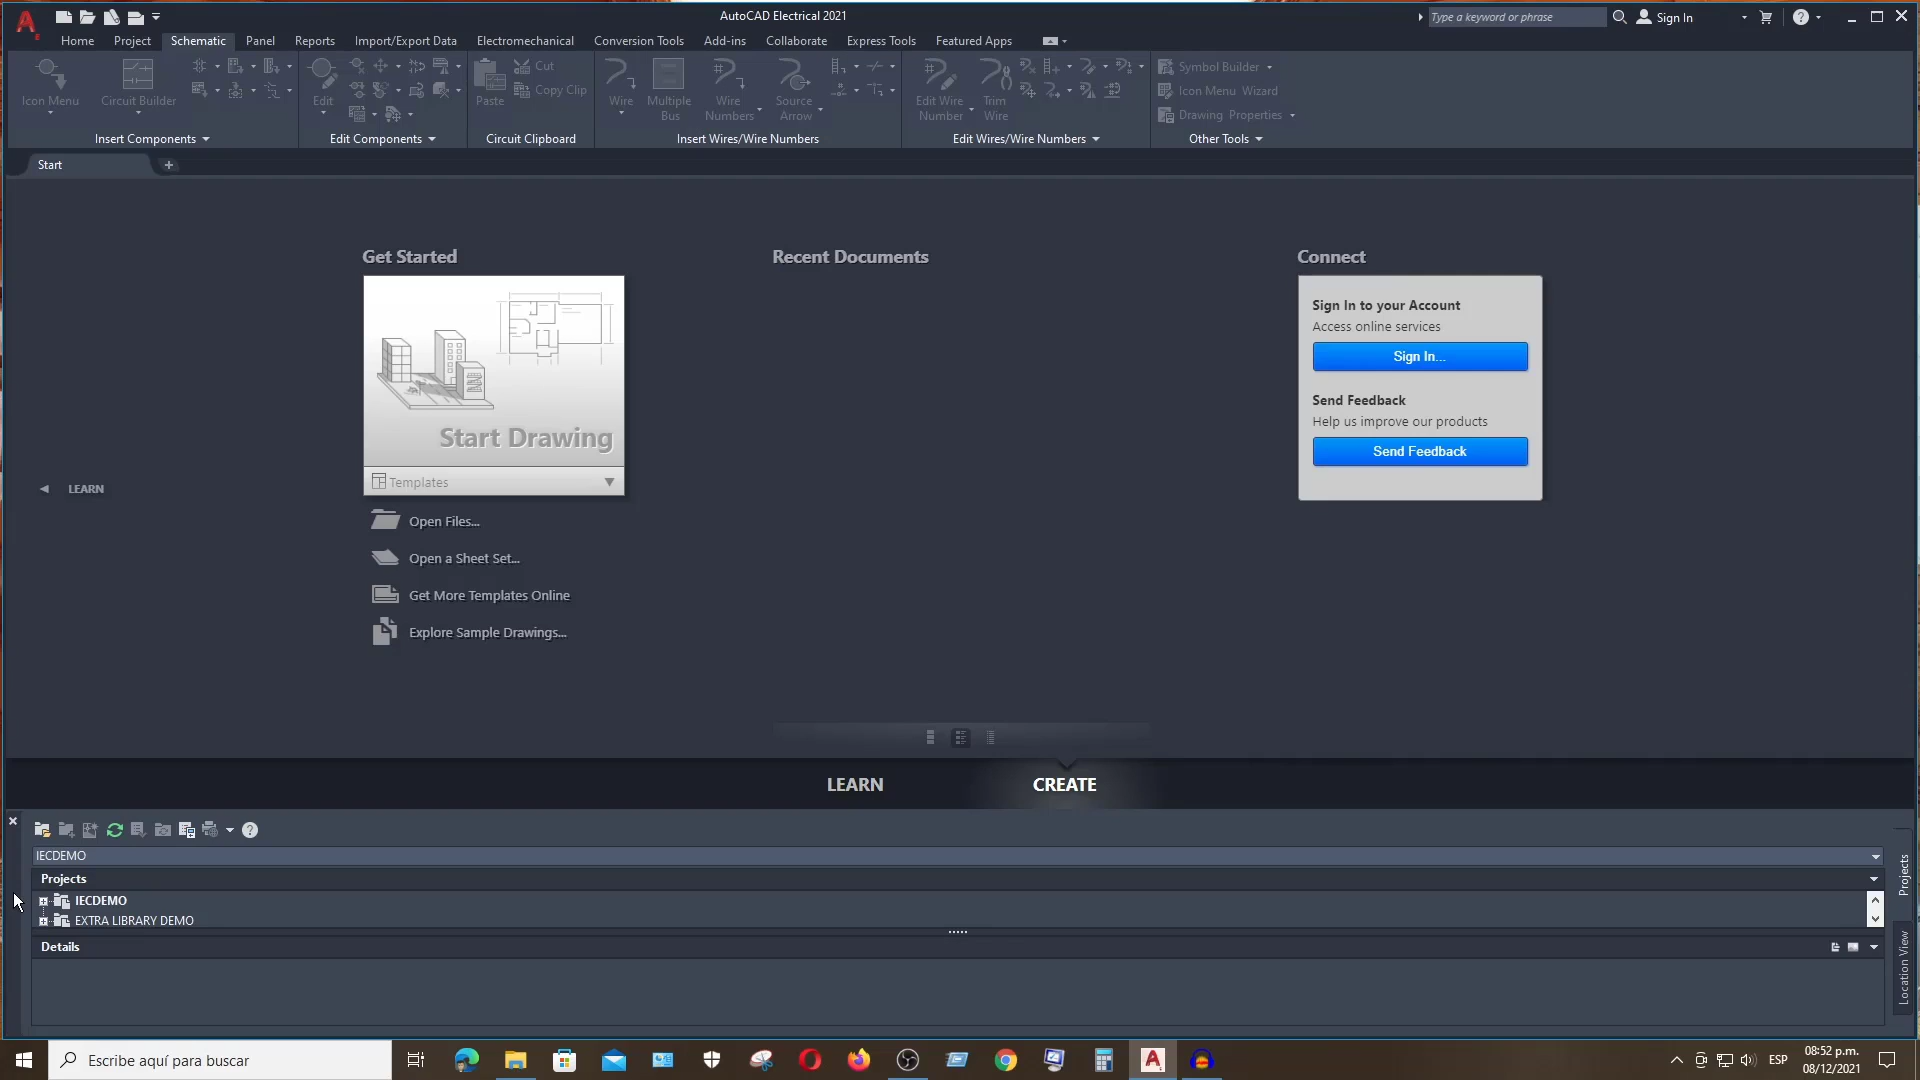 AutoCAD Electrical 2021
Type a keyword or phrase
Sign In
Home
Project
Schematic
Panel
Reports
Import/Export Data
Electromechanical
Conversion Tools
Add-ins
Collaborate
Express Tools
Featured Apps
Icon Menu
Circuit Builder
Edit
Paste
Cut
Copy Clip
Wire
Multiple
Bus
Wire
Numbers
Source
Arrow
Edit Wire
Number
Trim
Wire
Symbol Builder
Icon Menu Wizard
Drawing Properties
Insert Components
Edit Components
Circuit Clipboard
Insert Wires/Wire Numbers
Edit Wires/Wire Numbers
Other Tools
Start
Get Started
Recent Documents
Connect
Start Drawing
Templates
Open Files...
Open a Sheet Set...
Get More Templates Online
Explore Sample Drawings...
Sign In to your Account
Access online services
Sign In...
Send Feedback
Help us improve our products
Send Feedback
LEARN
LEARN
CREATE
IECDEMO
Projects
IECDEMO
EXTRA LIBRARY DEMO
Details
Projects
Location View
Escribe aquí para buscar
ESP
08:52 p.m.
08/12/2021